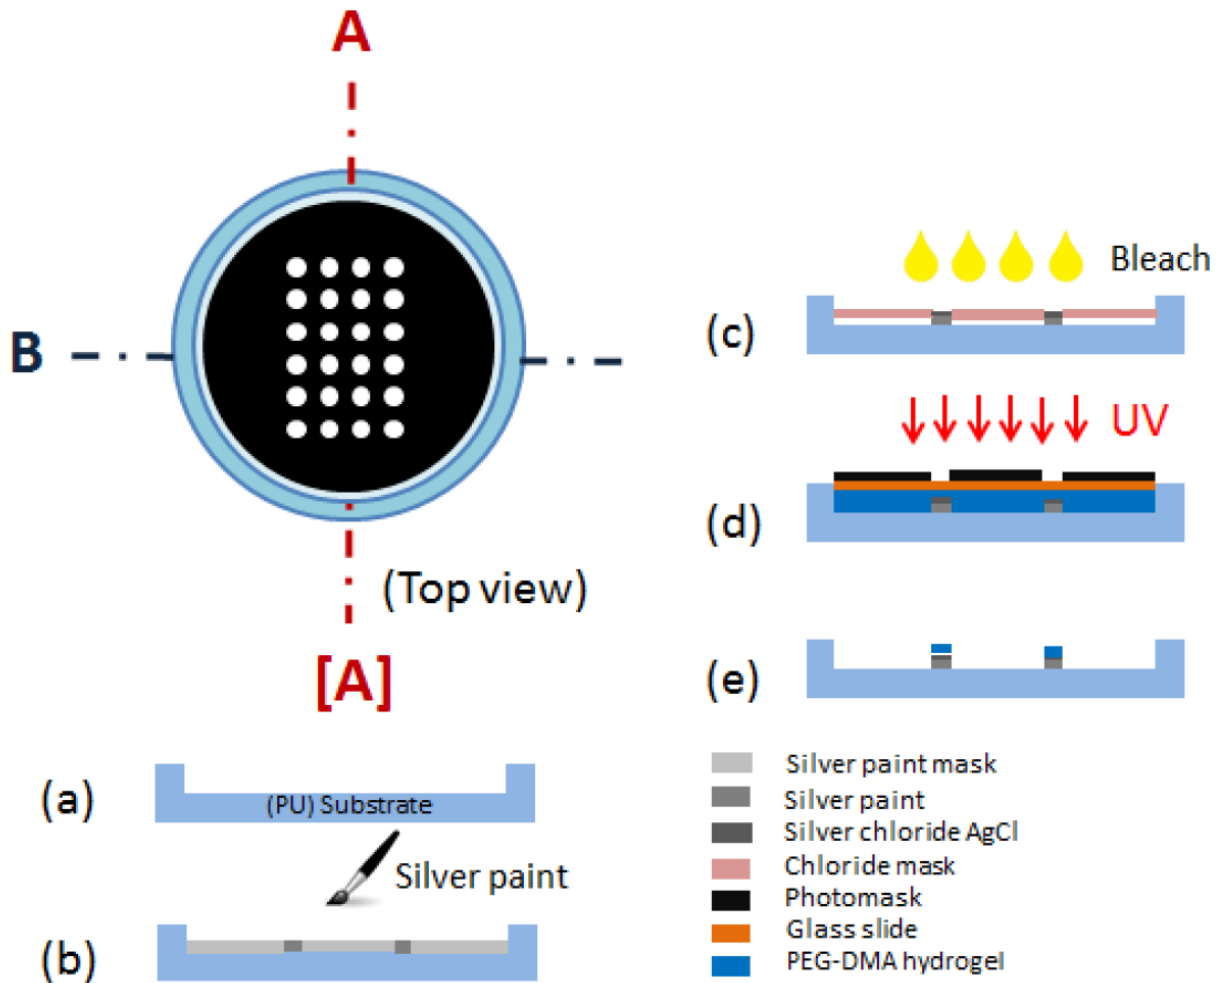 A
B
(Top view)
[A]
(a)
(PU) Substrate
Silver paint
(b)
Bleach
(c)
UV
(d)
(e)
Silver paint mask
Silver paint
Silver chloride AgCl
Chloride mask
Photomask
Glass slide
PEG-DMA hydrogel